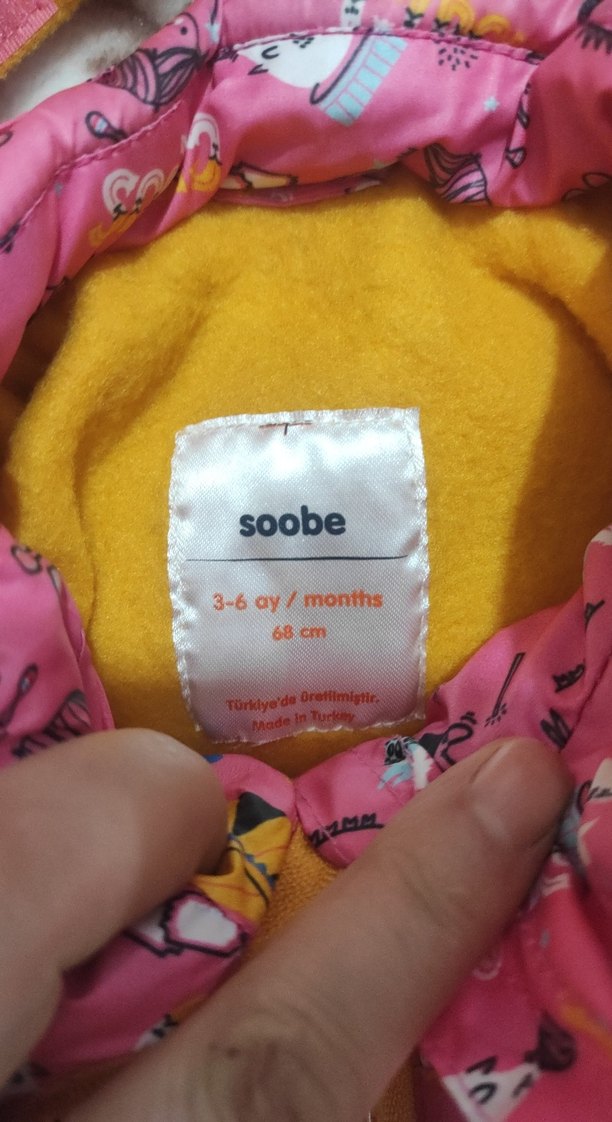 soobe
3-6 ay / months
68 cm
Türkiye'de üretilmiştir.
Made in Turkey